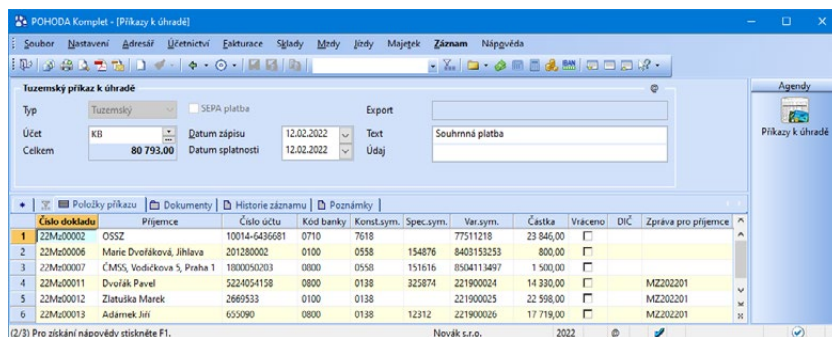 POHODA Komplet - [Příkazy k úhradě]
Soubor Nastavení Adresář Účetnictví Fakturace Sklady Mzdy Jízdy Majetek Záznam Nápověda
Tuzemský příkaz k úhradě @
Agendy
Typ Tuzemský SEPA platba Export
Účet KB Datum zápisu 12.02.2022 Text Souhrnná platba
Celkem 80 793,00 Datum splatnosti 12.02.2022 Údaj
Příkazy k úhradě
Položky příkazu Dokumenty Historie záznamu Poznámky
Číslo dokladu Příjemce Číslo účtu Kód banky Konst.sym. Spec.sym. Var.sym. Částka Vráceno DIČ Zpráva pro příjemce
1 22Mz00002 OSSZ 10014-6436681 0710 7618 77511218 23 846,00
2 22Mz00006 Marie Dvořáková, Jihlava 201280002 0100 0558 154876 8403153253 800,00
3 22Mz00007 ČMSS, Vodičkova 5, Praha 1 1800050203 0800 0558 151616 8504113497 1 500,00
4 22Mz00011 Dvořák Pavel 5224054158 0800 0138 325874 221900024 14 330,00 MZ202201
5 22Mz00012 Zlatuška Marek 2669533 0100 0138 221900025 22 598,00 MZ202201
6 22Mz00013 Adámek Jiří 655090 0800 0138 12312 221900026 17 719,00 MZ202201
(2/3) Pro získání nápovědy stiskněte F1. Novák s.r.o. 2022 @